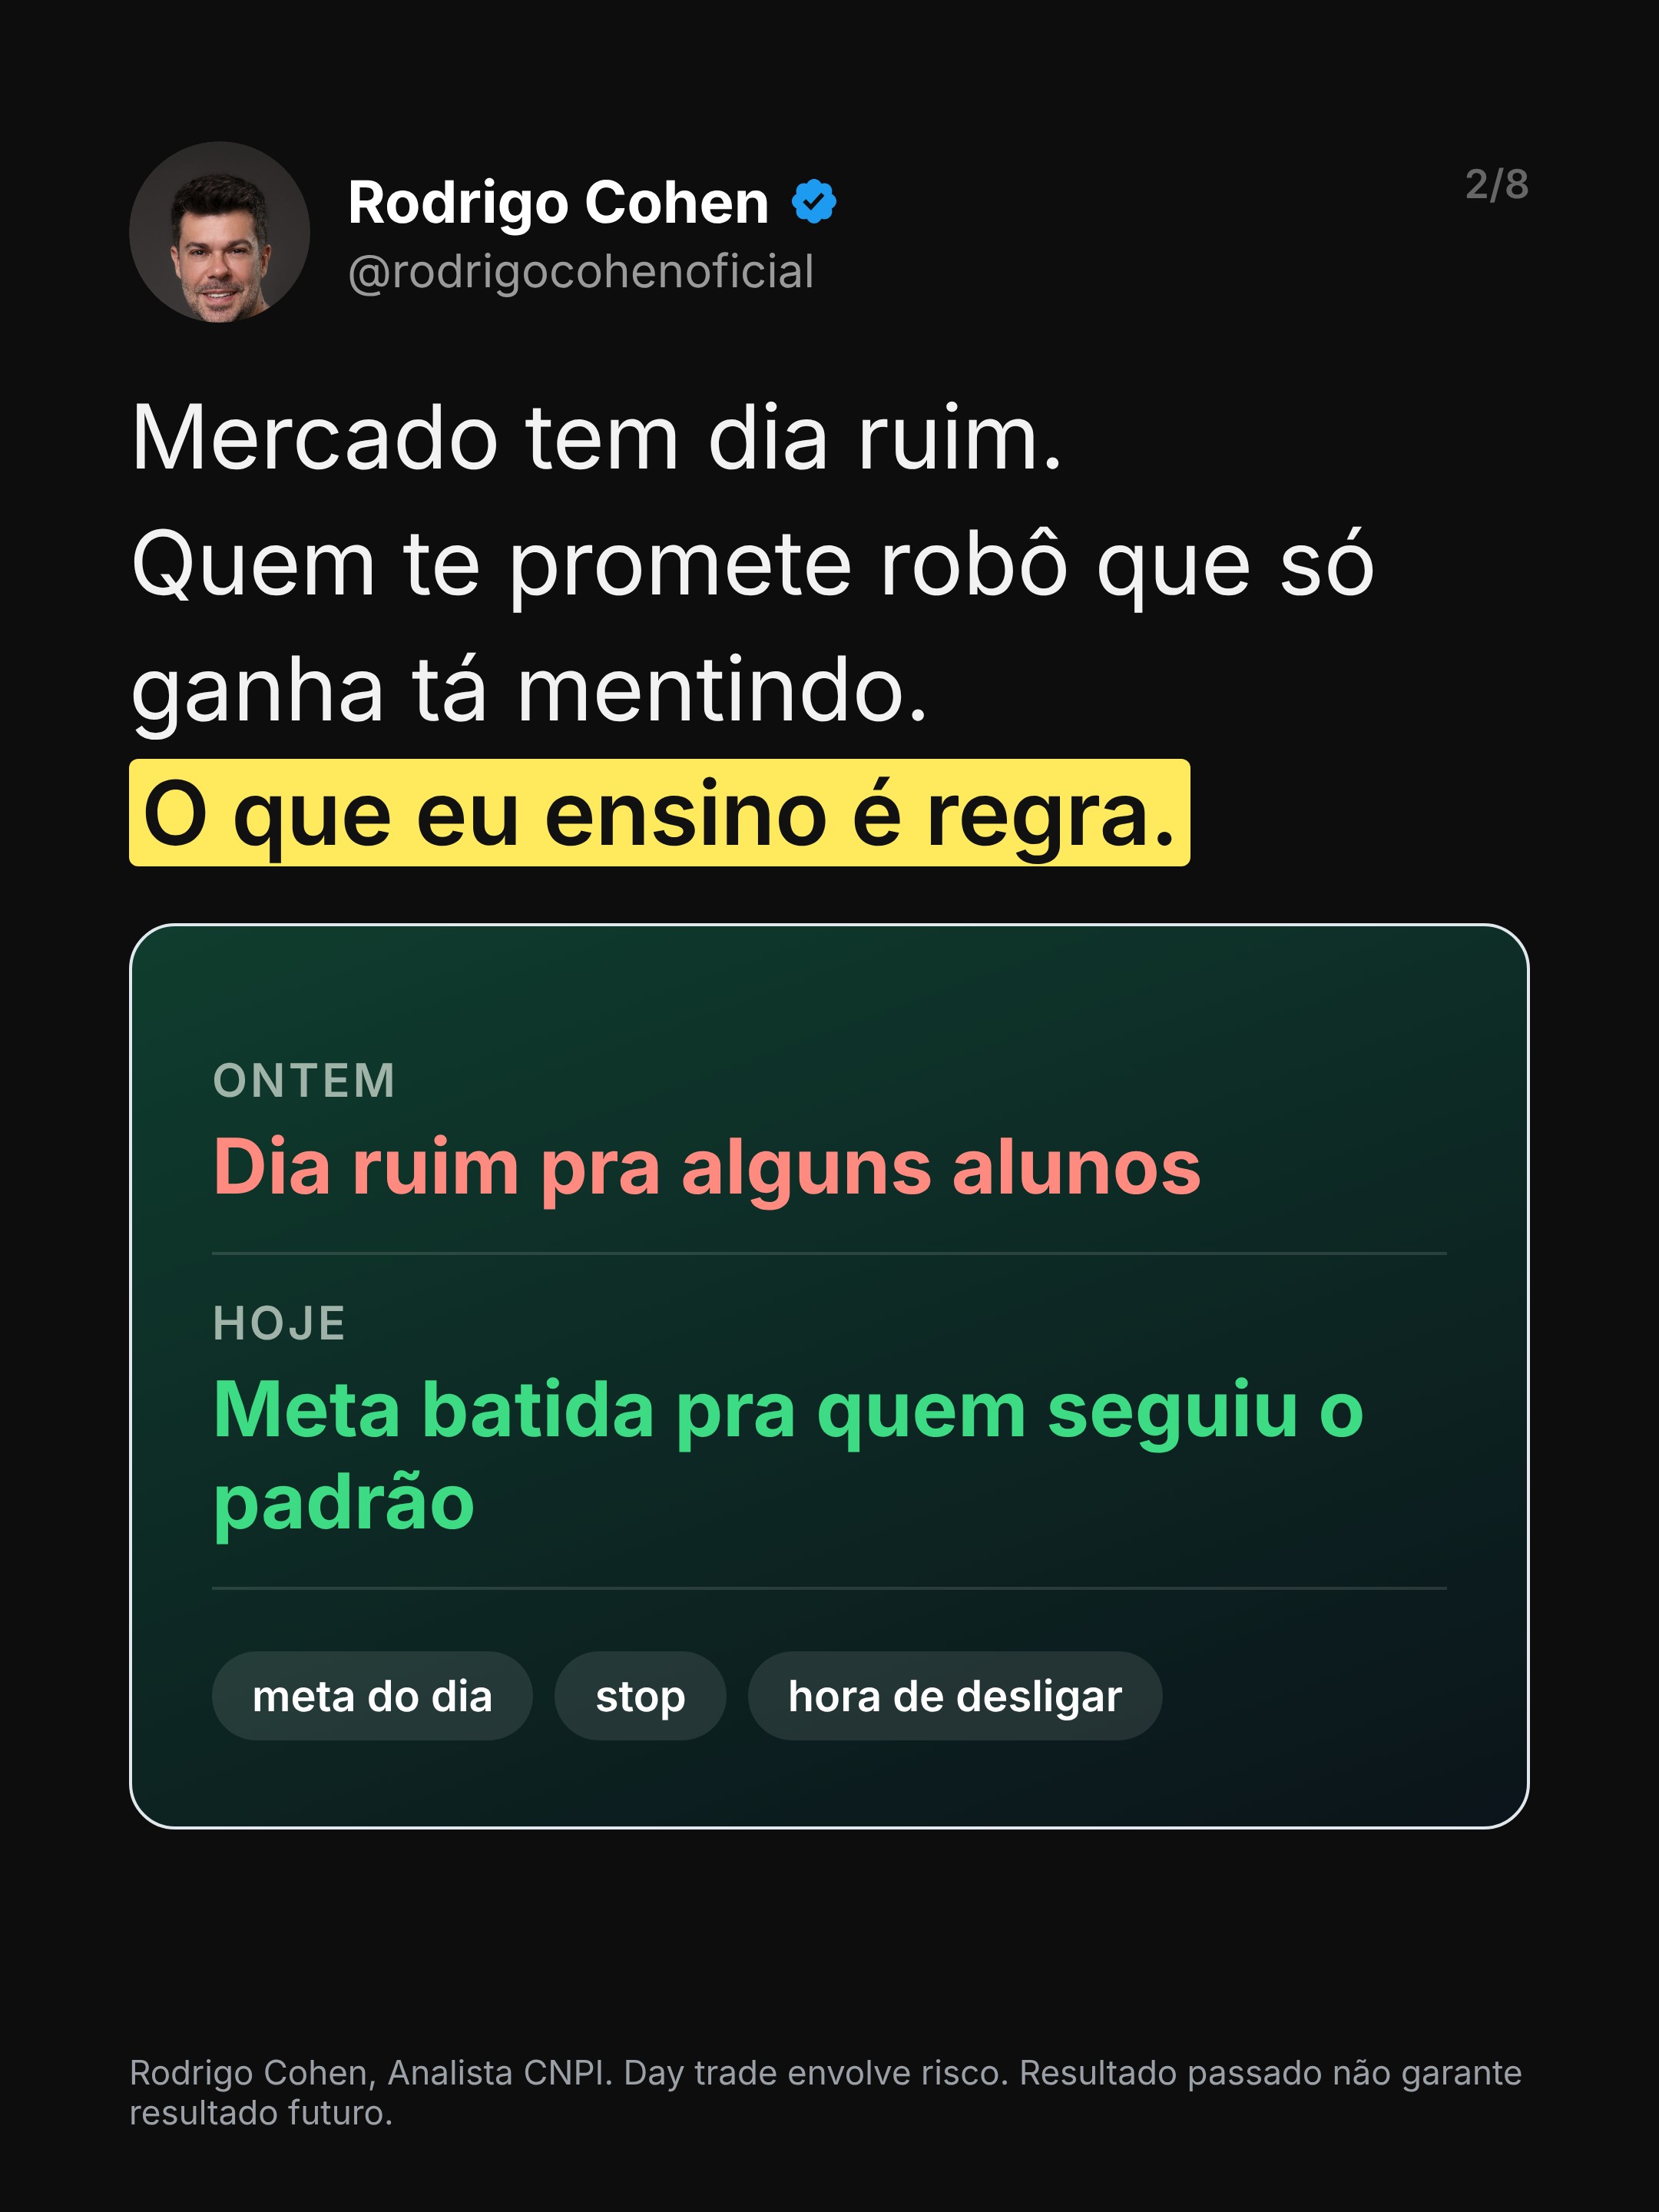 Rodrigo Cohen
@rodrigocohenoficial
2/8
Mercado tem dia ruim.
Quem te promete robô que só
ganha tá mentindo.
O que eu ensino é regra.
ONTEM
Dia ruim pra alguns alunos
HOJE
Meta batida pra quem seguiu o
padrão
meta do dia
stop
hora de desligar
Rodrigo Cohen, Analista CNPI. Day trade envolve risco. Resultado passado não garante
resultado futuro.